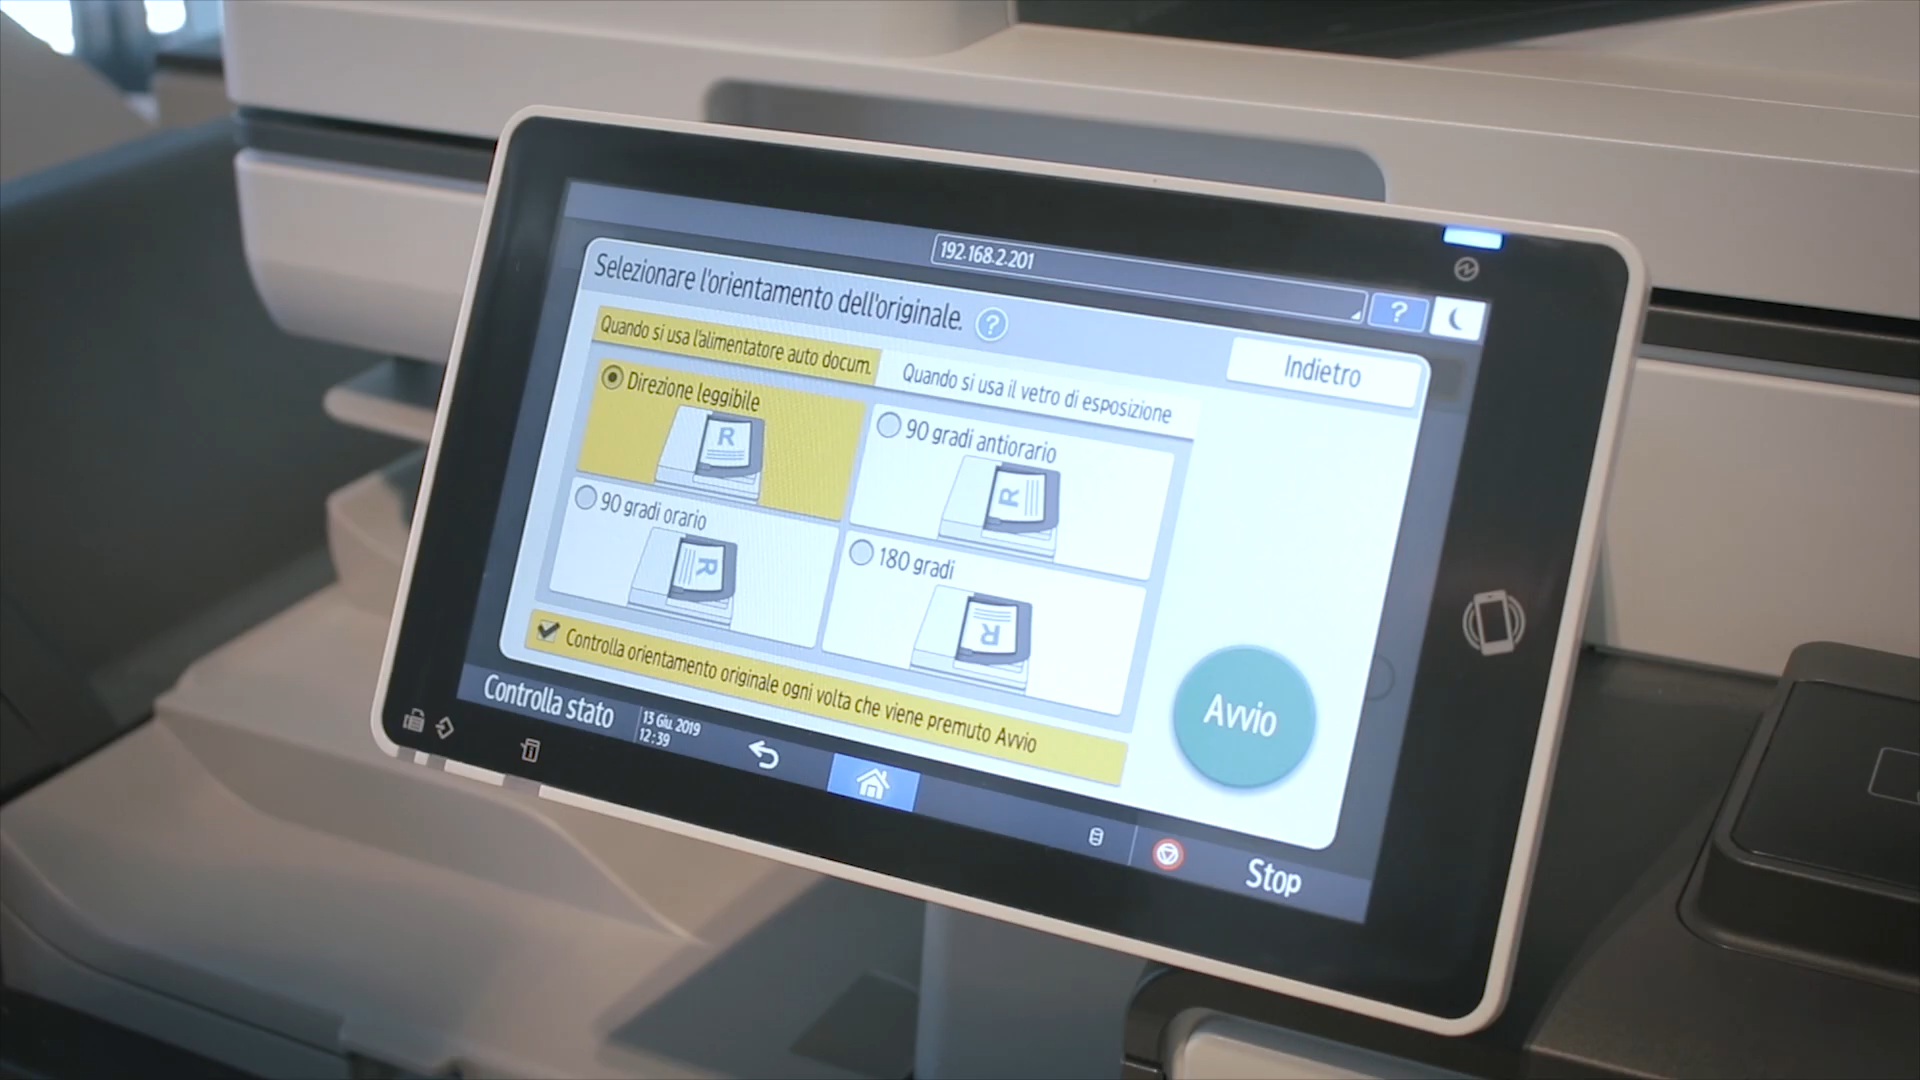 192.168.2.201
?
Selezionare l'orientamento dell'originale. ?
Indietro
Quando si usa l'alimentatore auto docum.
Quando si usa il vetro di esposizione
Direzione leggibile
R
90 gradi antiorario
R
90 gradi orario
R
180 gradi
R
Controlla orientamento originale ogni volta che viene premuto Avvio
Avvio
Controlla stato
13 Giu. 2019
12:39
Stop